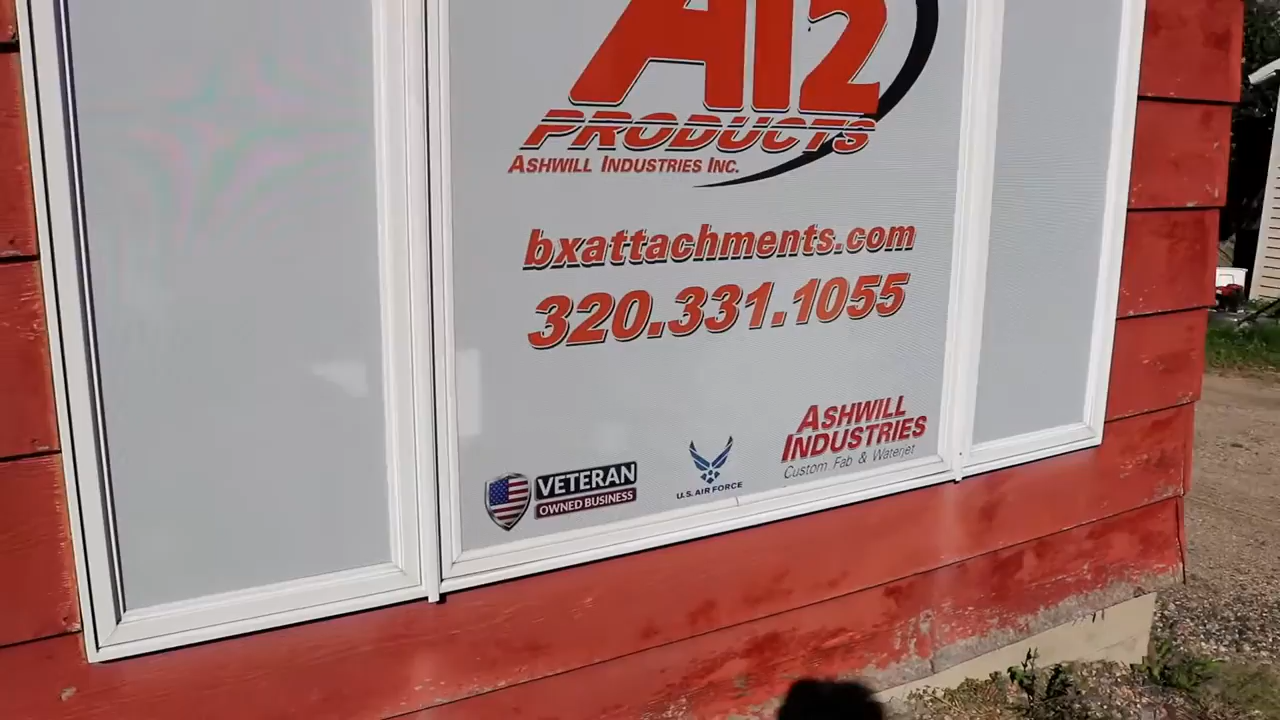 AI2
PRODUCTS
ASHWILL INDUSTRIES INC.
bxattachments.com
320.331.1055
ASHWILL
INDUSTRIES
Custom Fab & Waterjet
VETERAN
OWNED BUSINESS
U.S. AIR FORCE